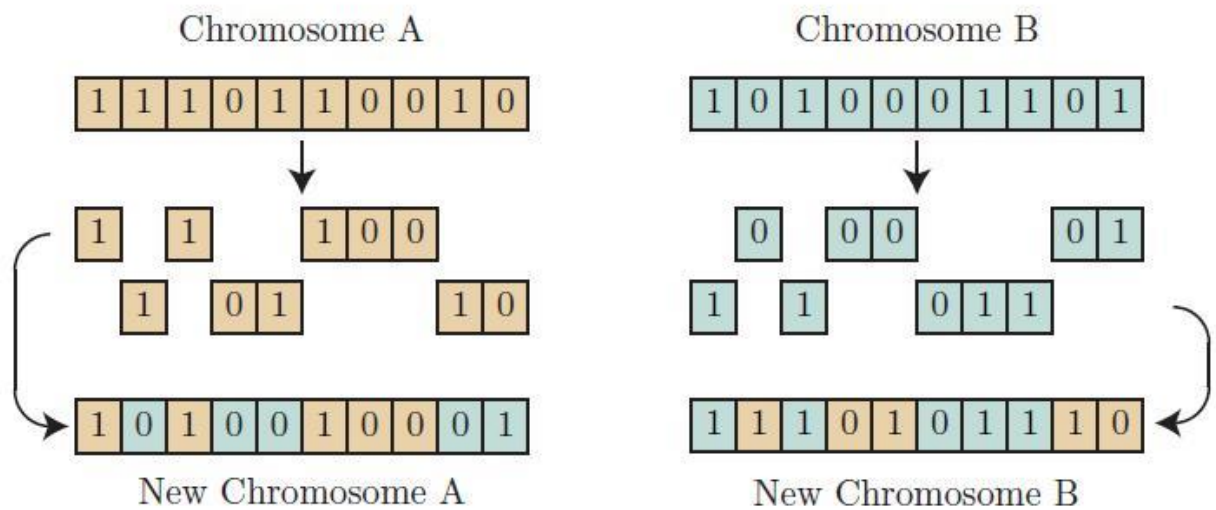 Chromosome A Chromosome B
1 1 1 0 1 1 0 0 1 0 1 0 1 0 0 0 1 1 0 1
1 1 1 0 0 0 0 0 0 1
1 0 1 1 0 1 1 0 1 1
1 0 1 0 0 1 0 0 0 1 1 1 1 0 1 0 1 1 1 0
New Chromosome A New Chromosome B